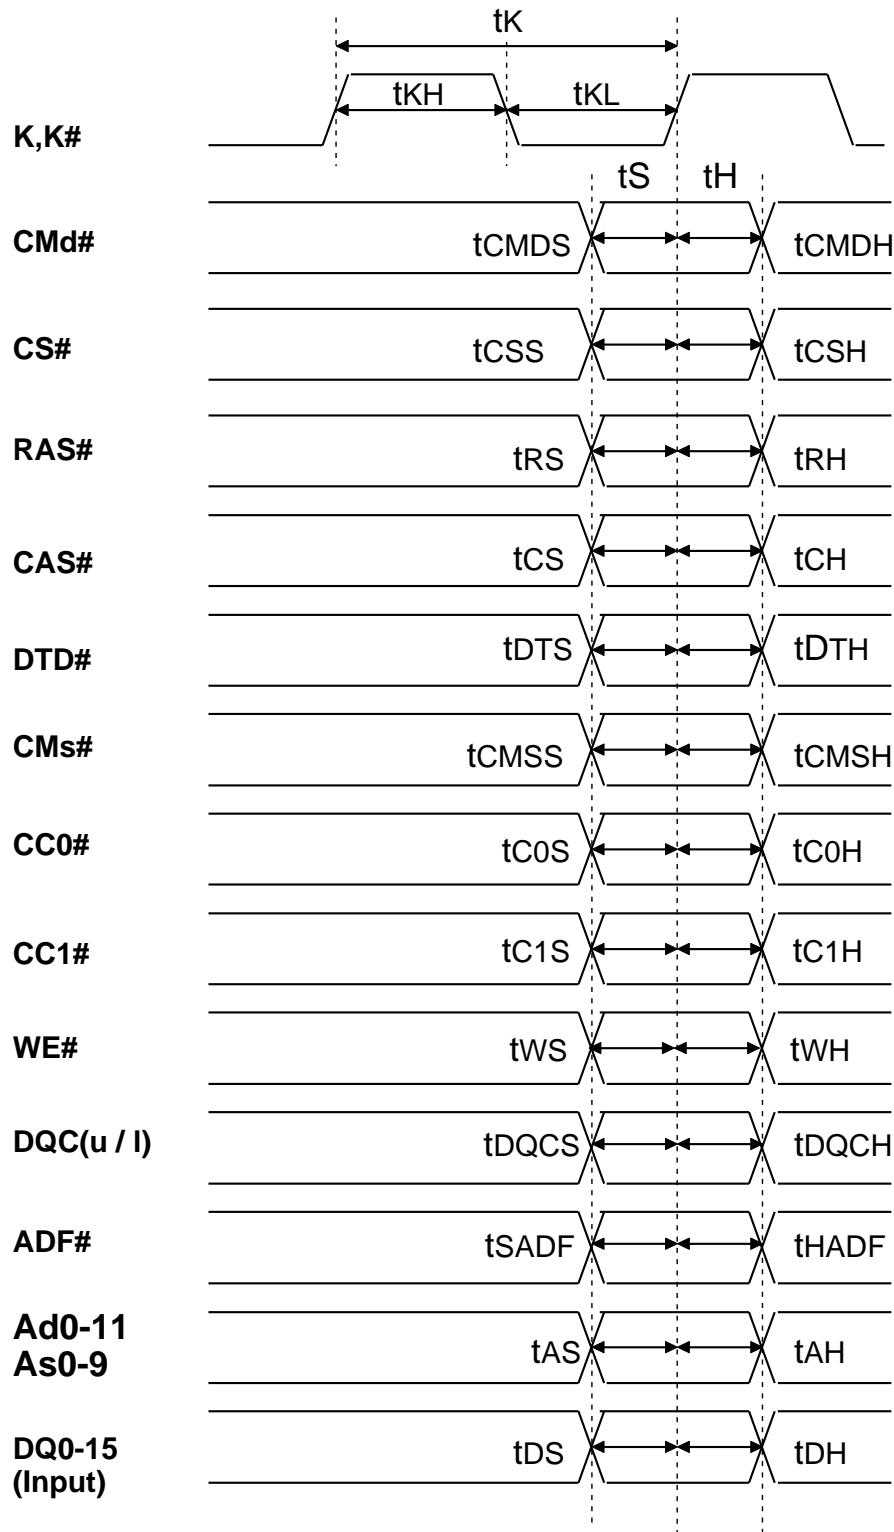 tK
tKH tKL
K,K#
tS tH
CMd# tCMDS tCMDH
CS# tCSS tCSH
RAS# tRS tRH
CAS# tCS tCH
DTD# tDTS tDTH
CMs# tCMSS tCMSH
CC0# tC0S tC0H
CC1# tC1S tC1H
WE# tWS tWH
DQC(u / l) tDQCS tDQCH
ADF# tSADF tHADF
Ad0-11
As0-9 tAS tAH
DQ0-15 tDS tDH
(Input)